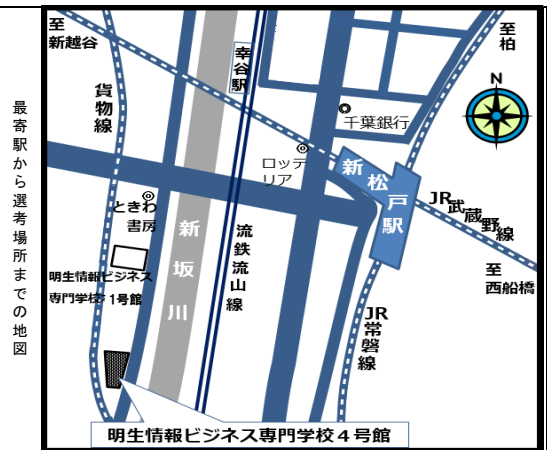 最寄駅から選考場所までの地図
至
新越谷
貨物線
幸谷駅
至
柏
N
千葉銀行
ロッテ
リア
新松戸駅
JR武蔵野線
至
西船橋
ときわ
書房
新坂川
流鉄流山線
JR常磐線
明生情報ビジネス
専門学校1号館
明生情報ビジネス専門学校４号館